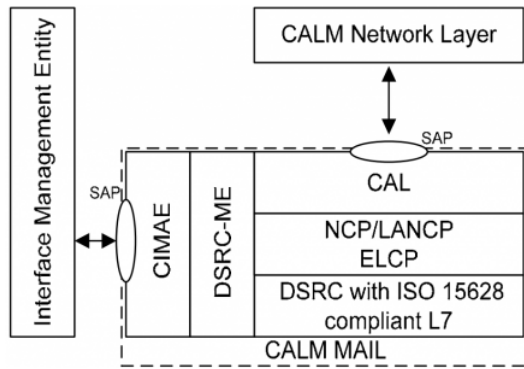 Interface Management Entity
CALM Network Layer
SAP
SAP
CIMAE
DSRC-ME
CAL
NCP/LANCP
ELCP
DSRC with ISO 15628
compliant L7
CALM MAIL